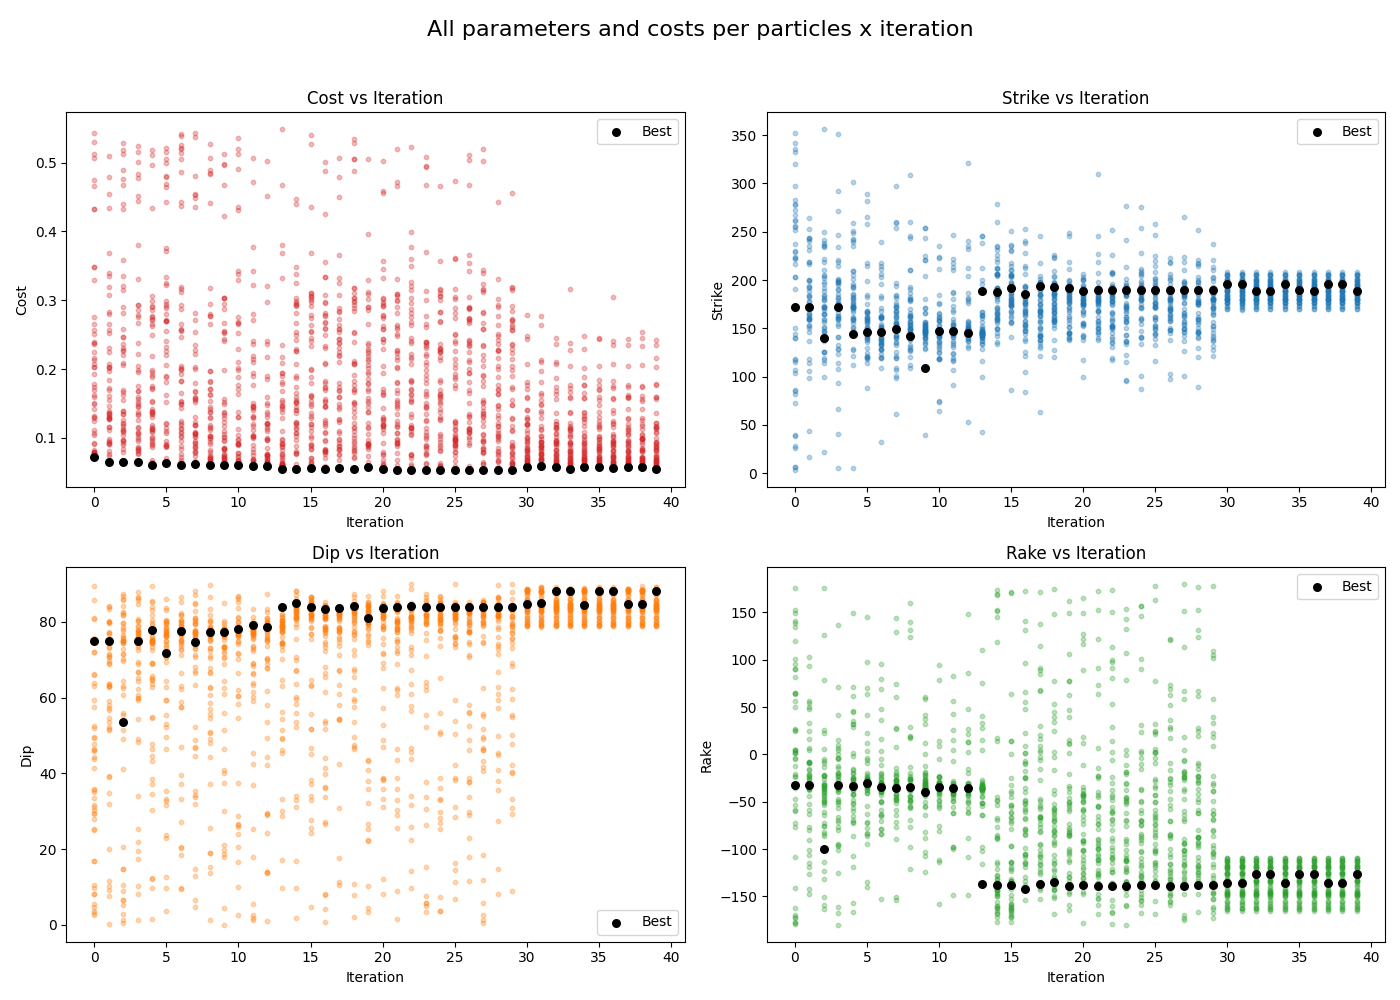 All parameters and costs per particles x iteration
Cost vs Iteration
Best
Cost
0.5
0.4
0.3
0.2
0.1
0 5 10 15 20 25 30 35 40
Iteration
Strike vs Iteration
Best
Strike
350
300
250
200
150
100
50
0
0 5 10 15 20 25 30 35 40
Iteration
Dip vs Iteration
Best
Dip
80
60
40
20
0
0 5 10 15 20 25 30 35 40
Iteration
Rake vs Iteration
Best
Rake
150
100
50
0
−50
−100
−150
0 5 10 15 20 25 30 35 40
Iteration